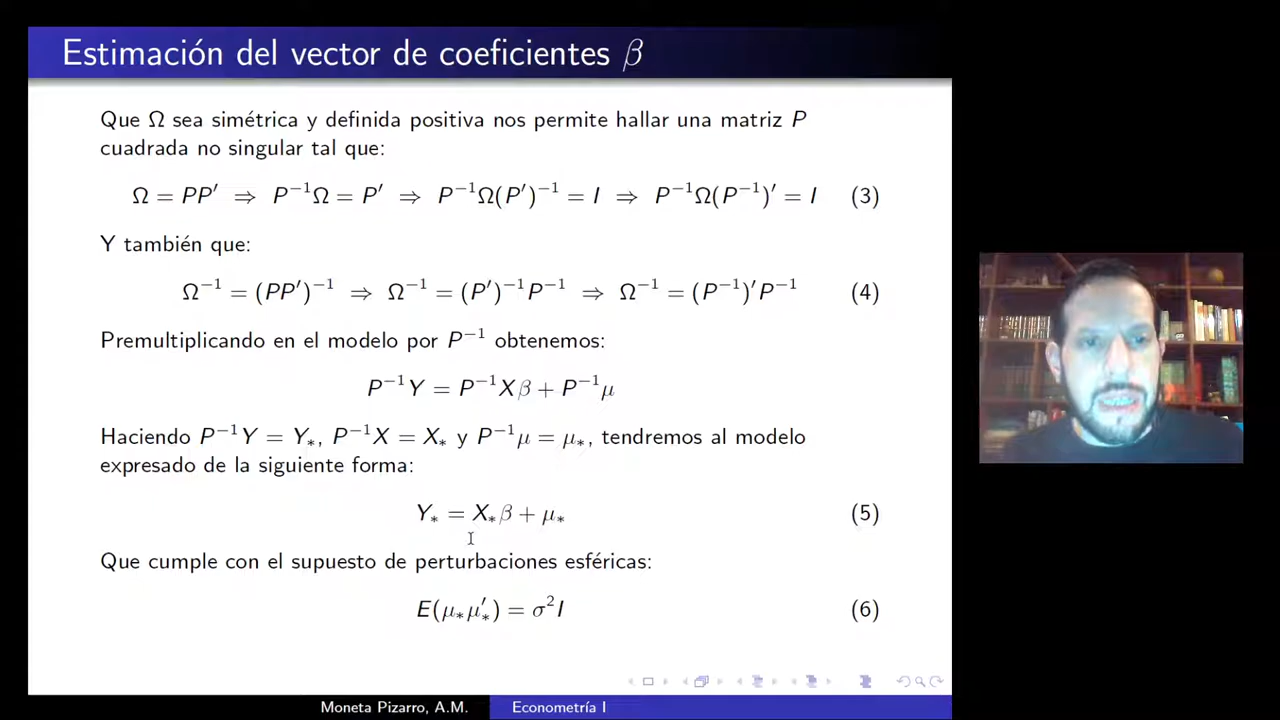 Estimación del vector de coeficientes β
Que Ω sea simétrica y definida positiva nos permite hallar una matriz P
cuadrada no singular tal que:
Ω = PP′ ⇒ P⁻¹Ω = P′ ⇒ P⁻¹Ω(P′)⁻¹ = I ⇒ P⁻¹Ω(P⁻¹)′ = I (3)
Y también que:
Ω⁻¹ = (PP′)⁻¹ ⇒ Ω⁻¹ = (P′)⁻¹P⁻¹ ⇒ Ω⁻¹ = (P⁻¹)′P⁻¹ (4)
Premultiplicando en el modelo por P⁻¹ obtenemos:
P⁻¹Y = P⁻¹Xβ + P⁻¹μ
Haciendo P⁻¹Y = Y∗, P⁻¹X = X∗ y P⁻¹μ = μ∗, tendremos al modelo
expresado de la siguiente forma:
Y∗ = X∗β + μ∗ (5)
Que cumple con el supuesto de perturbaciones esféricas:
E(μ∗μ′∗) = σ²I (6)
Moneta Pizarro, A.M. Econometría I